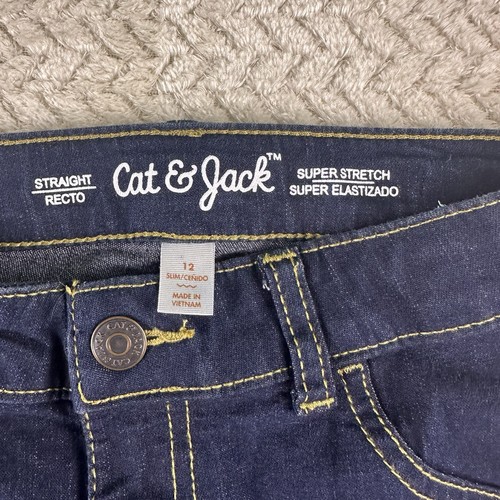 STRAIGHT
RECTO
Cat & Jack™
SUPER STRETCH
SUPER ELASTIZADO
12
SLIM/CEÑIDO
MADE IN
VIETNAM